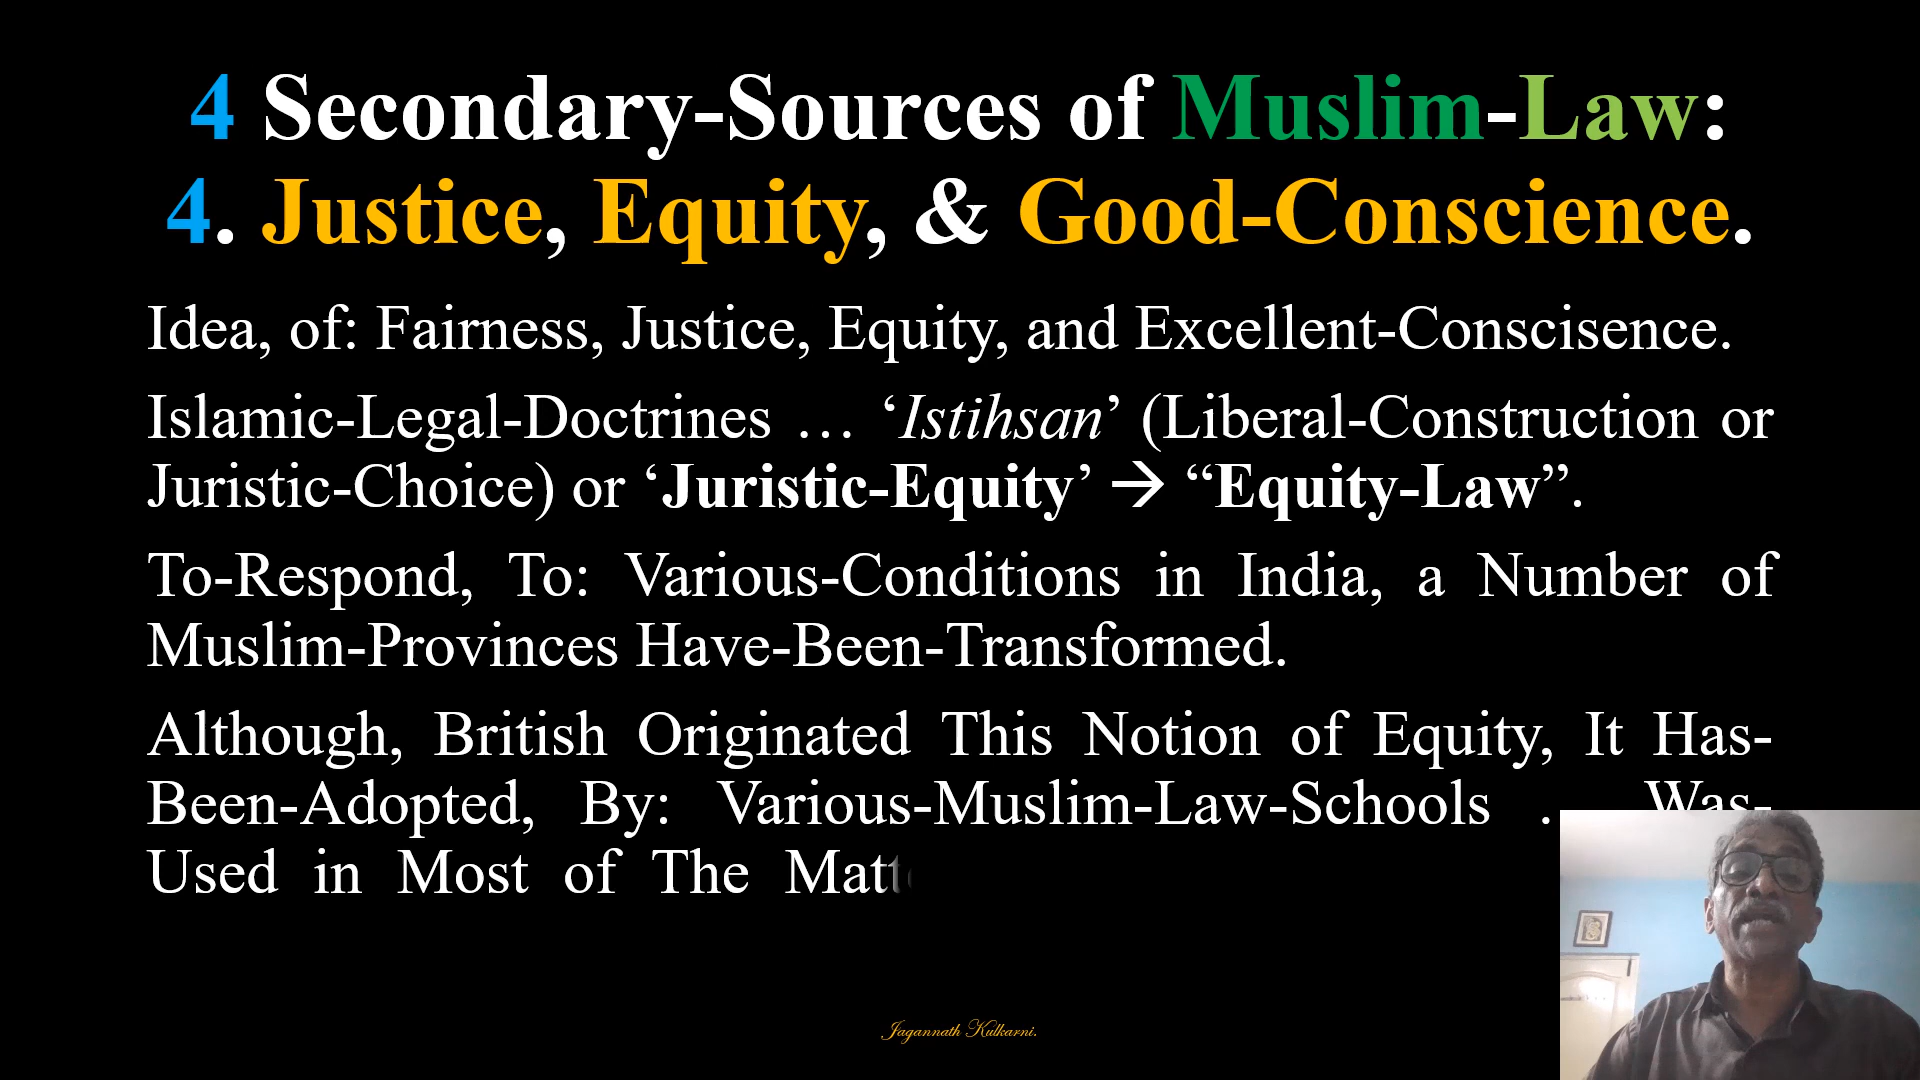 4 Secondary-Sources of Muslim-Law:
4. Justice, Equity, & Good-Conscience.
Idea, of: Fairness, Justice, Equity, and Excellent-Conscisence.
Islamic-Legal-Doctrines … ‘Istihsan’ (Liberal-Construction or
Juristic-Choice) or ‘Juristic-Equity’ → “Equity-Law”.
To-Respond, To: Various-Conditions in India, a Number of
Muslim-Provinces Have-Been-Transformed.
Although, British Originated This Notion of Equity, It Has-
Been-Adopted, By: Various-Muslim-Law-Schools . Was-
Used in Most of The Matt
Jagannath Kulkarni.